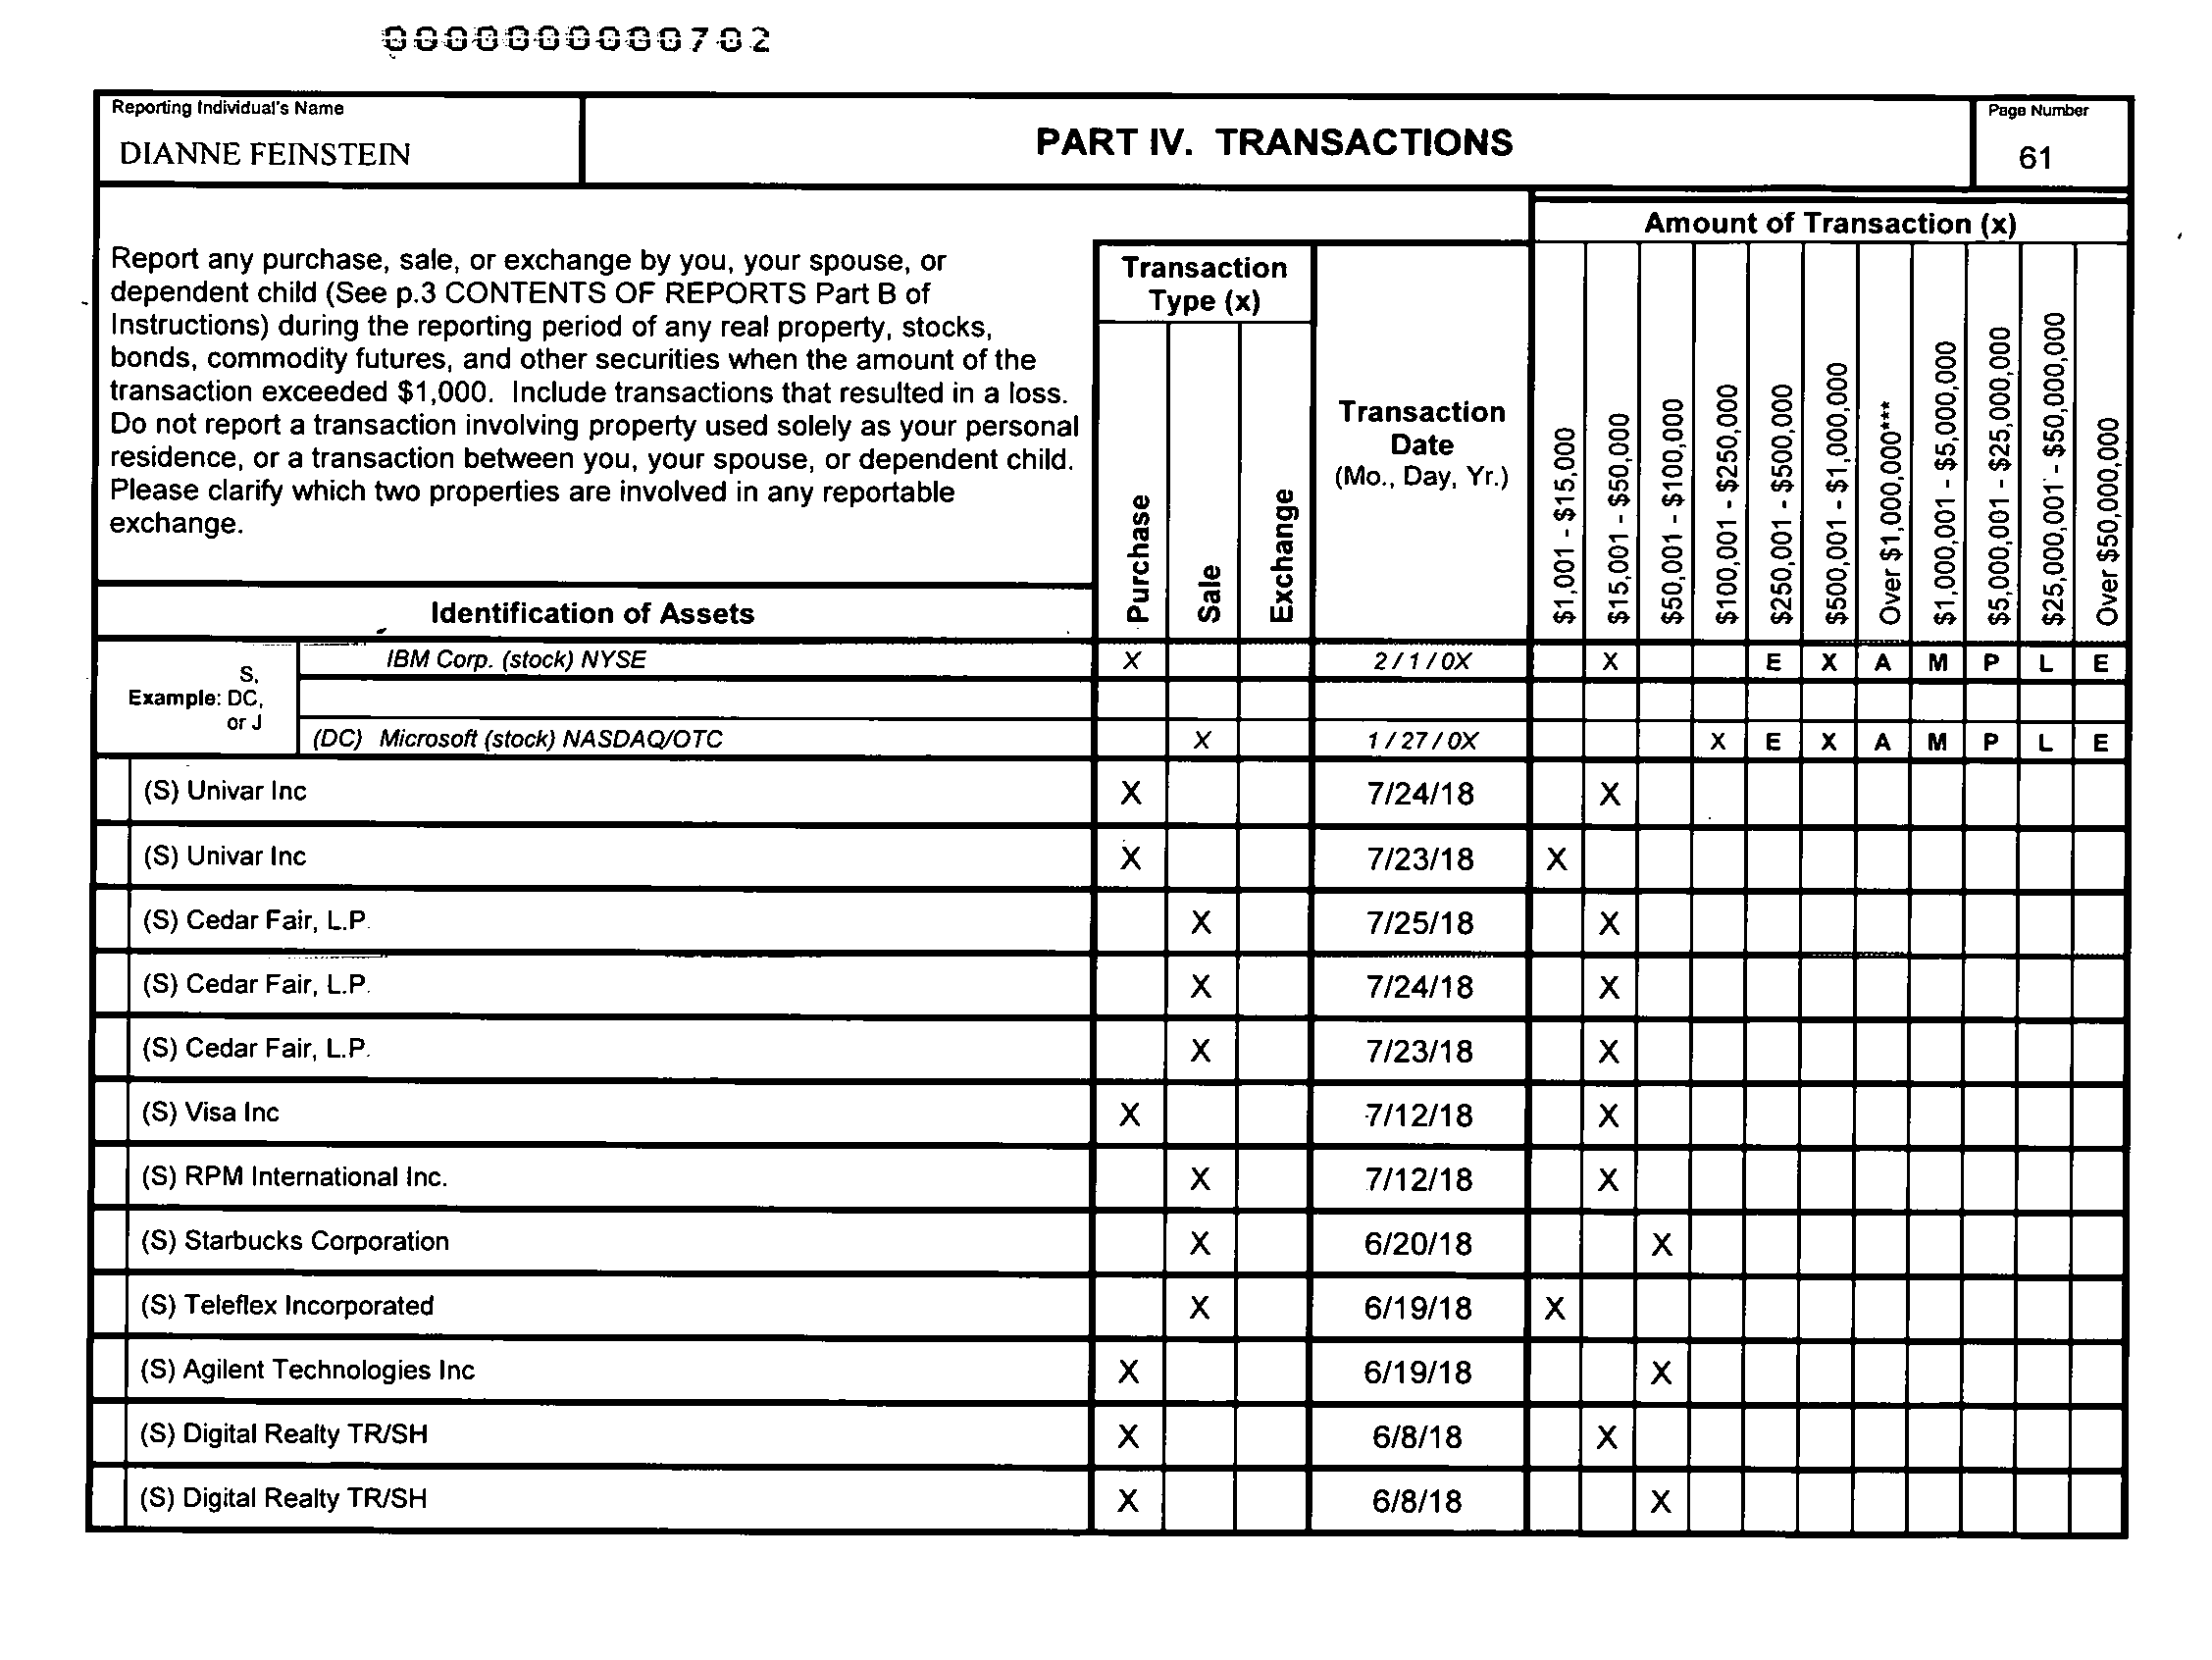 0000000000702
Reporting Individual's Name
DIANNE FEINSTEIN
PART IV. TRANSACTIONS
Page Number
61
Report any purchase, sale, or exchange by you, your spouse, or
dependent child (See p.3 CONTENTS OF REPORTS Part B of
Instructions) during the reporting period of any real property, stocks,
bonds, commodity futures, and other securities when the amount of the
transaction exceeded $1,000. Include transactions that resulted in a loss.
Do not report a transaction involving property used solely as your personal
residence, or a transaction between you, your spouse, or dependent child.
Please clarify which two properties are involved in any reportable
exchange.
Identification of Assets
Transaction
Type (x)
Purchase
Sale
Exchange
Transaction
Date
(Mo., Day, Yr.)
Amount of Transaction (x)
$1,001 - $15,000
$15,001 - $50,000
$50,001 - $100,000
$100,001 - $250,000
$250,001 - $500,000
$500,001 - $1,000,000
Over $1,000,000***
$1,000,001 - $5,000,000
$5,000,001 - $25,000,000
$25,000,001 - $50,000,000
Over $50,000,000
S,
Example: DC,
or J
IBM Corp. (stock) NYSE X 2/1/0X X E X A M P L E
(DC) Microsoft (stock) NASDAQ/OTC X 1/27/0X X E X A M P L E
(S) Univar Inc X 7/24/18 X
(S) Univar Inc X 7/23/18 X
(S) Cedar Fair, L.P. X 7/25/18 X
(S) Cedar Fair, L.P. X 7/24/18 X
(S) Cedar Fair, L.P. X 7/23/18 X
(S) Visa Inc X 7/12/18 X
(S) RPM International Inc. X 7/12/18 X
(S) Starbucks Corporation X 6/20/18 X
(S) Teleflex Incorporated X 6/19/18 X
(S) Agilent Technologies Inc X 6/19/18 X
(S) Digital Realty TR/SH X 6/8/18 X
(S) Digital Realty TR/SH X 6/8/18 X